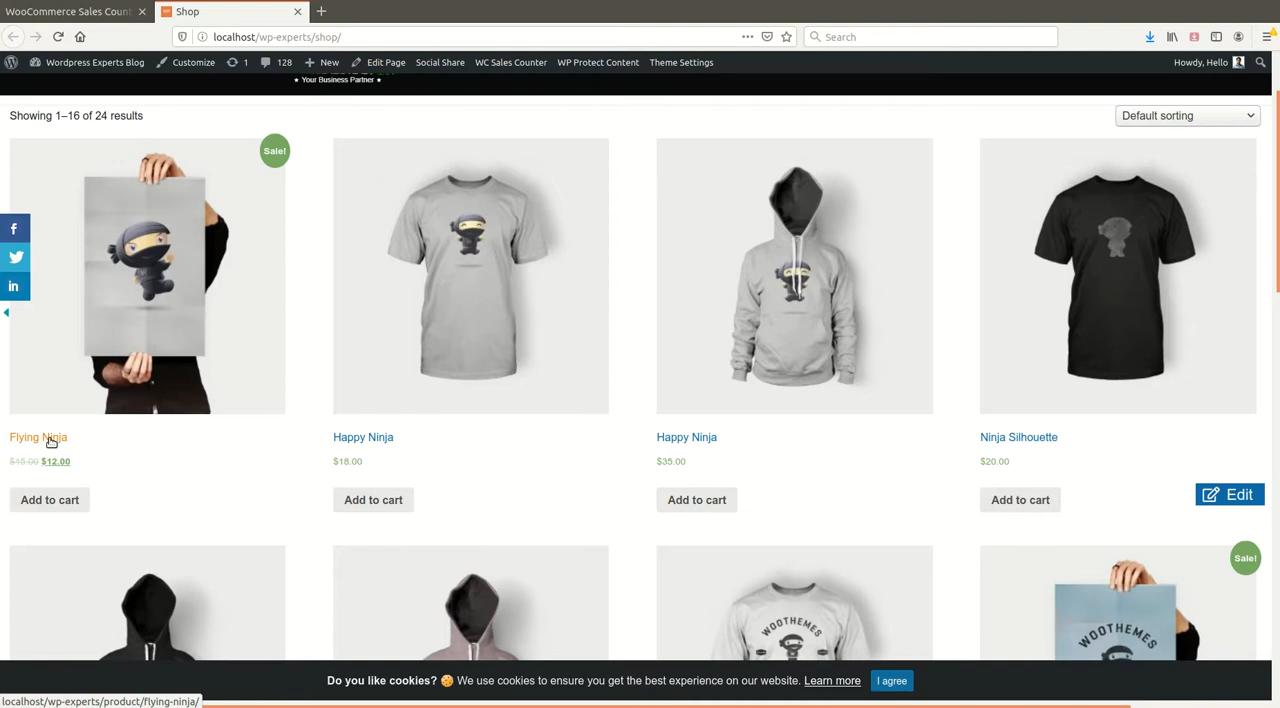 WooCommerce Sales Count
Shop
localhost/wp-experts/shop/
Search
Wordpress Experts Blog
Customize
1
128
New
Edit Page
Social Share
WC Sales Counter
WP Protect Content
Theme Settings
Howdy, Hello
★ Your Business Partner ★
Showing 1–16 of 24 results
Default sorting
Sale!
Flying Ninja
Happy Ninja
Happy Ninja
Ninja Silhouette
$15.00 $12.00
$18.00
$35.00
$20.00
Add to cart
Add to cart
Add to cart
Add to cart
Edit
Sale!
WOOTHEMES
WOOTHEMES
Do you like cookies? 🍪 We use cookies to ensure you get the best experience on our website. Learn more
I agree
localhost/wp-experts/product/flying-ninja/